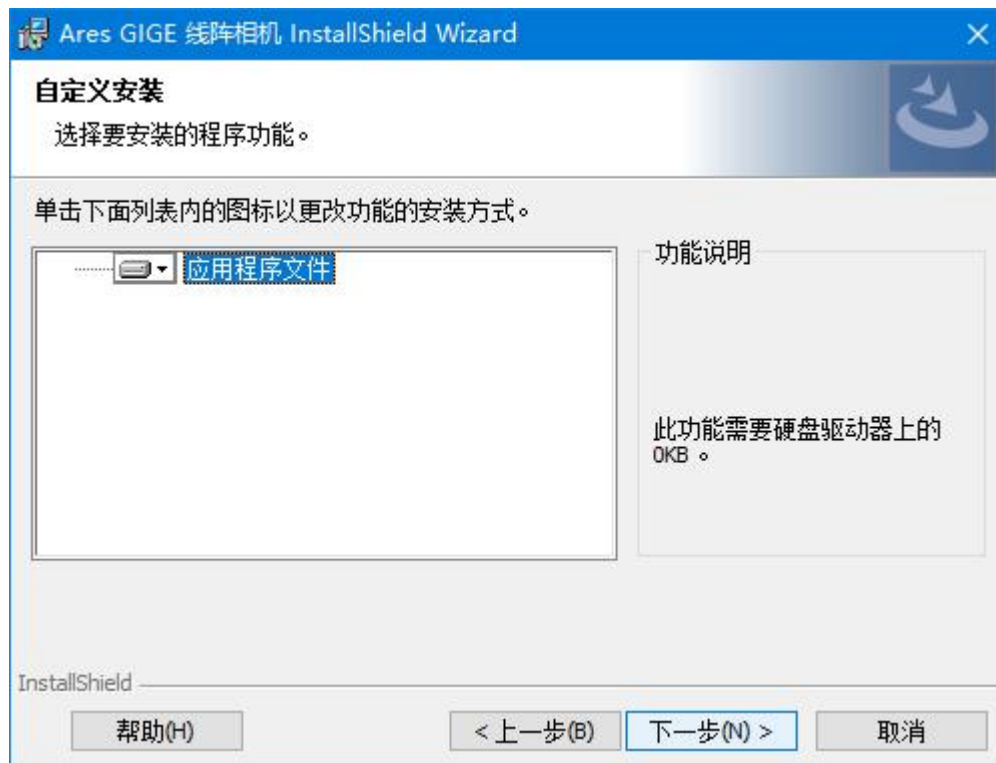 Ares GIGE 线阵相机 InstallShield Wizard
自定义安装
选择要安装的程序功能。
单击下面列表内的图标以更改功能的安装方式。
应用程序文件
功能说明
此功能需要硬盘驱动器上的
0KB 。
InstallShield
帮助(H)
< 上一步(B)
下一步(N) >
取消